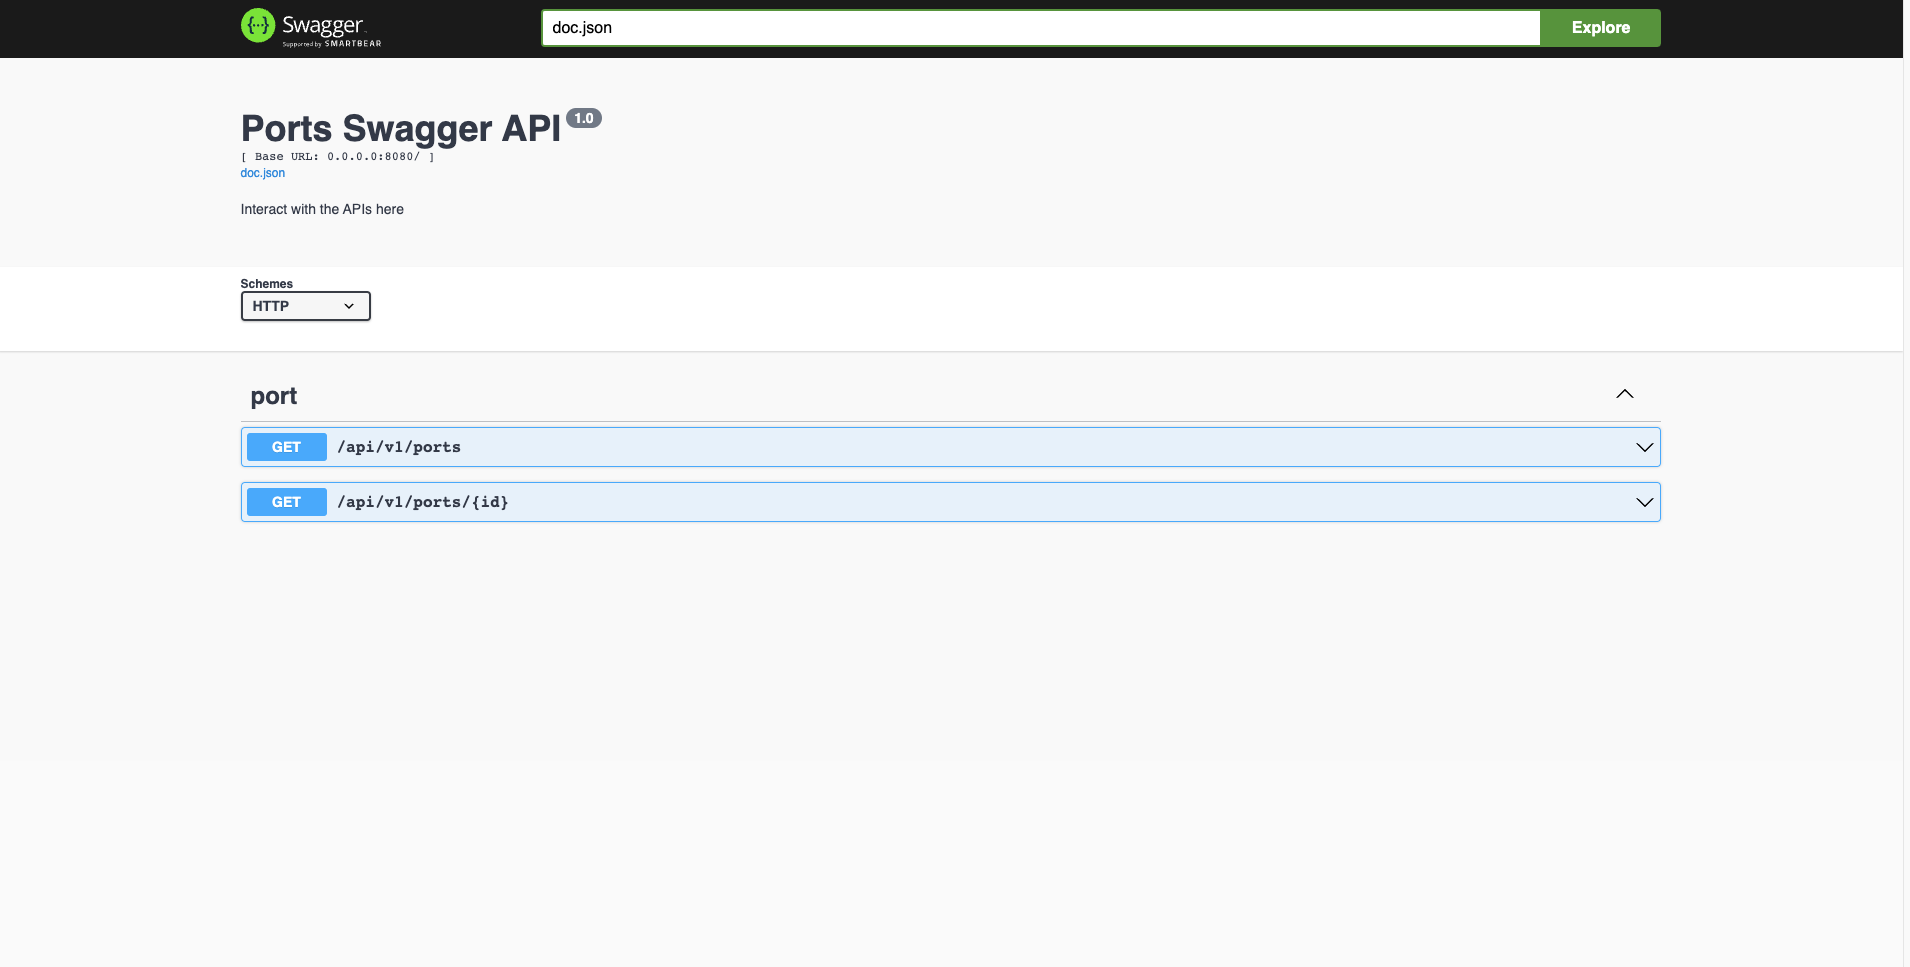 {···} Swagger
Supported by SMARTBEAR
doc.json
Explore
Ports Swagger API 1.0
[ Base URL: 0.0.0.0:8080/ ]
doc.json
Interact with the APIs here
Schemes
HTTP
port
GET /api/v1/ports
GET /api/v1/ports/{id}